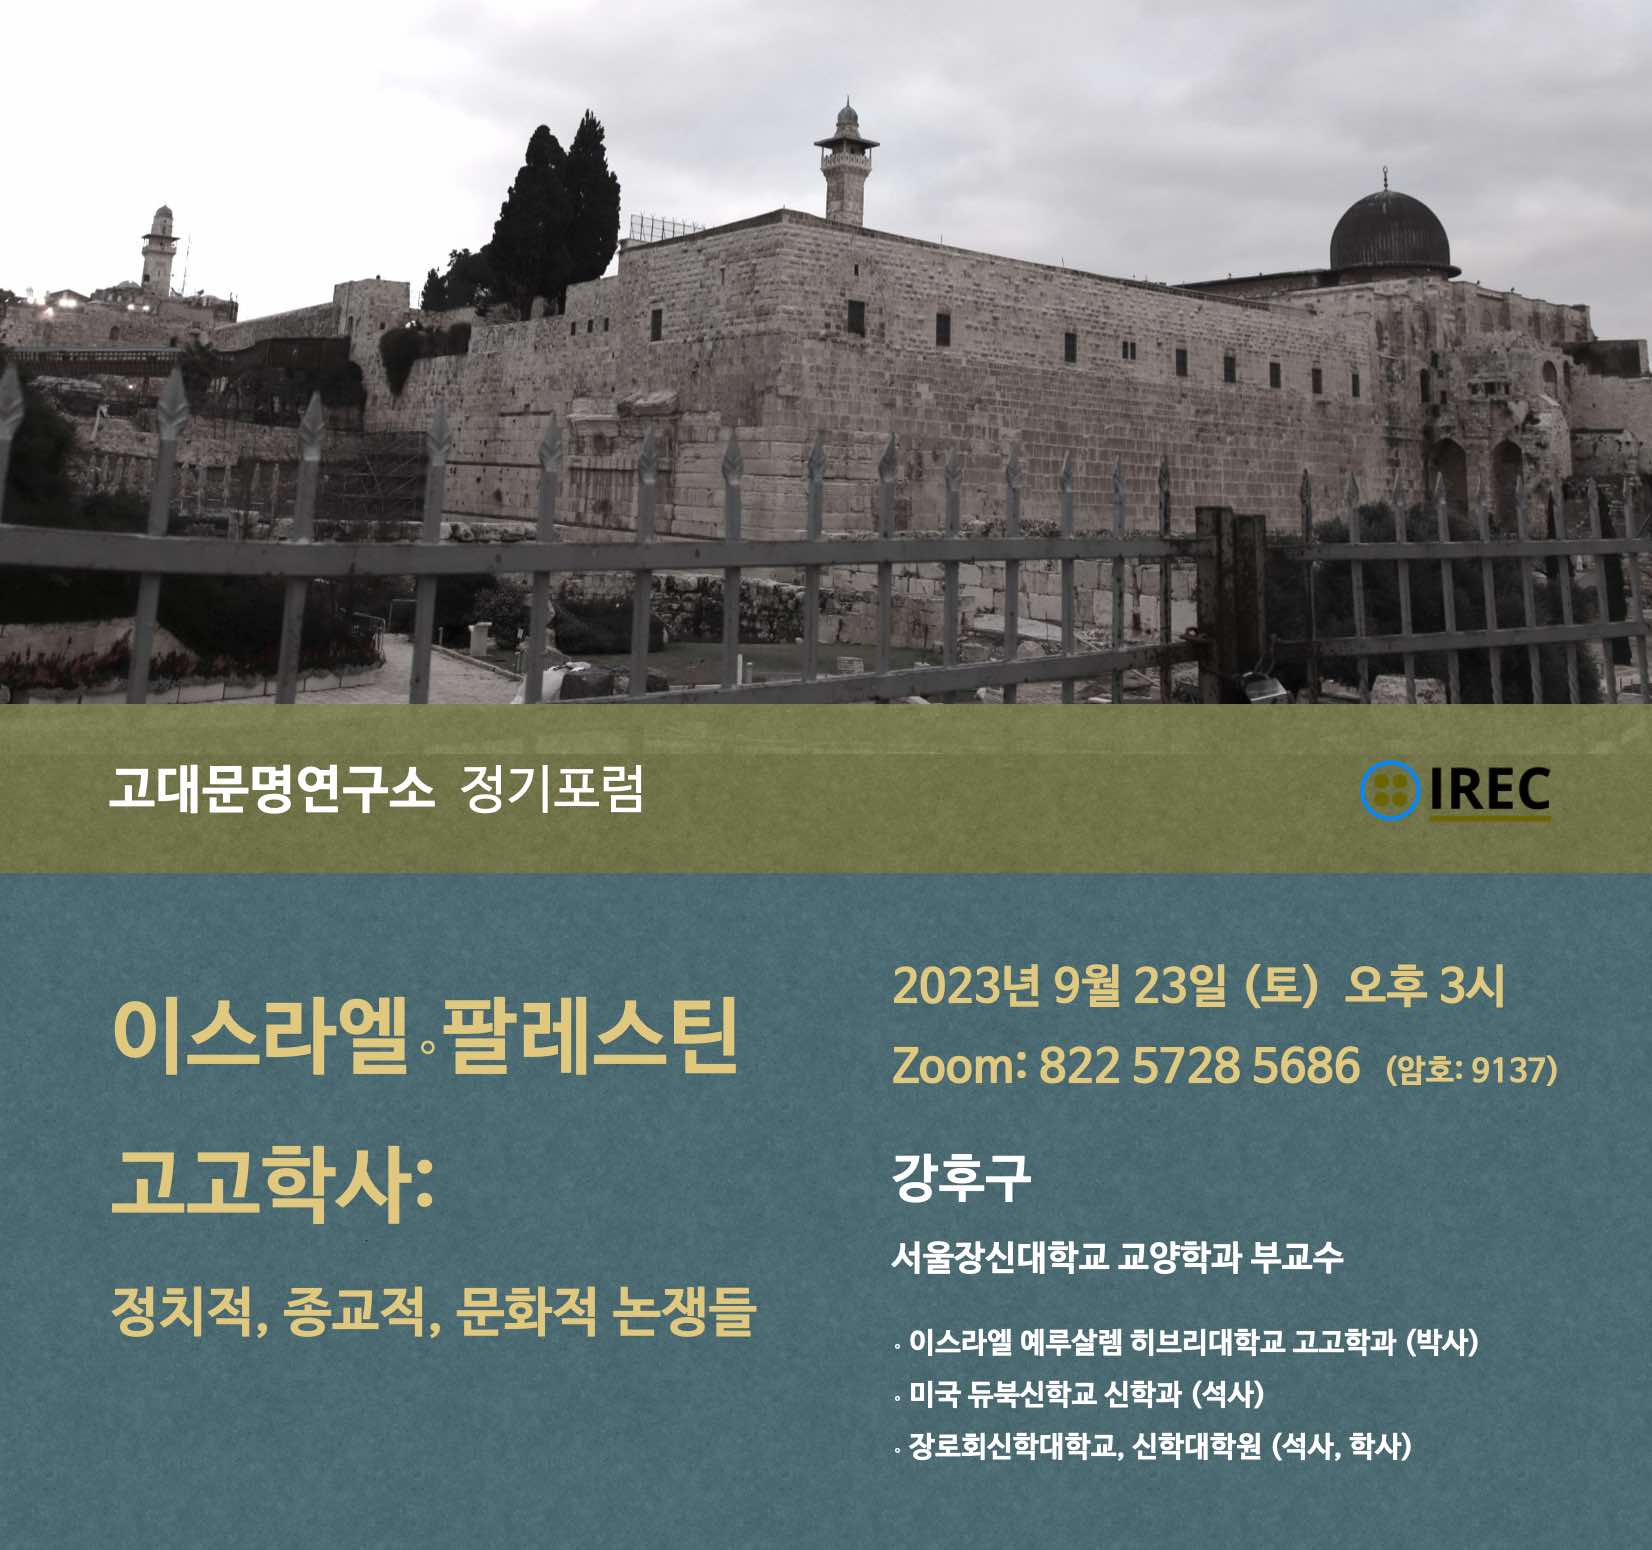 고대문명연구소 정기포럼
IREC
이스라엘◦팔레스틴
고고학사:
정치적, 종교적, 문화적 논쟁들
2023년 9월 23일 (토) 오후 3시
Zoom: 822 5728 5686 (암호: 9137)
강후구
서울장신대학교 교양학과 부교수
◦ 이스라엘 예루살렘 히브리대학교 고고학과 (박사)
◦ 미국 듀북신학교 신학과 (석사)
◦ 장로회신학대학교, 신학대학원 (석사, 학사)